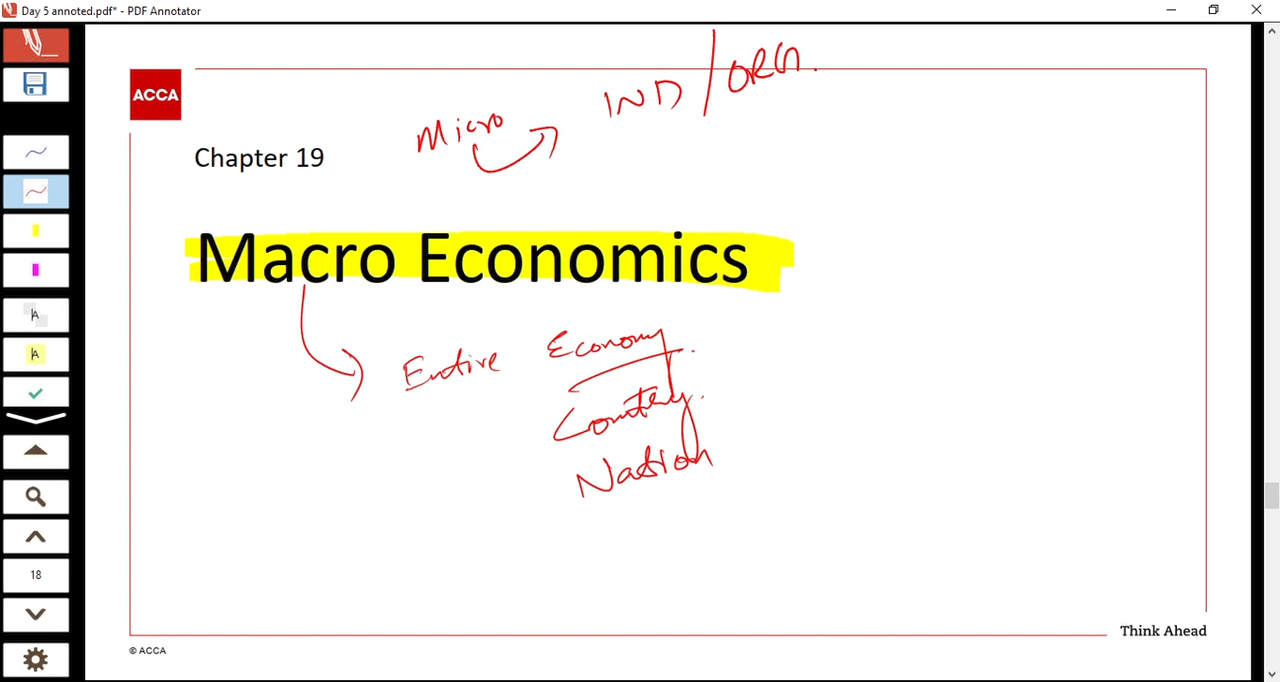 Day 5 annoted.pdf* - PDF Annotator
IND / ORG.
ACCA
Micro
Chapter 19
Macro Economics
Entire Economy.
Country.
Nation
18
Think Ahead
© ACCA